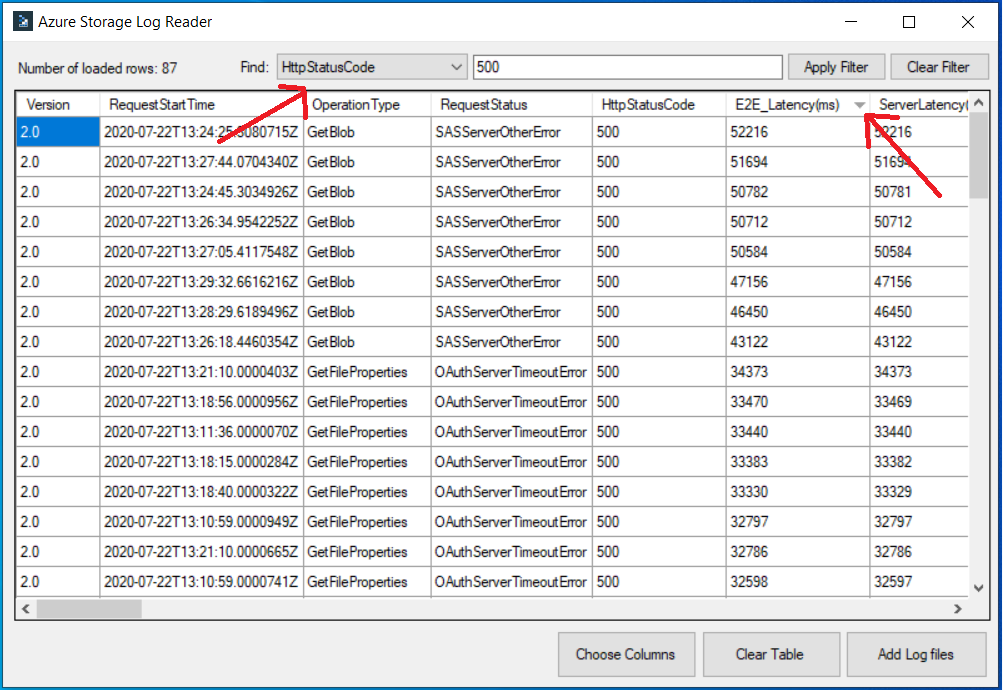 Azure Storage Log Reader
Number of loaded rows: 87 Find: HttpStatusCode 500 Apply Filter Clear Filter
Version RequestStartTime OperationType RequestStatus HttpStatusCode E2E_Latency(ms) ServerLatency(
2.0 2020-07-22T13:24:25.3080715Z GetBlob SASServerOtherError 500 52216 52216
2.0 2020-07-22T13:27:44.0704340Z GetBlob SASServerOtherError 500 51694 51694
2.0 2020-07-22T13:24:45.3034926Z GetBlob SASServerOtherError 500 50782 50781
2.0 2020-07-22T13:26:34.9542252Z GetBlob SASServerOtherError 500 50712 50712
2.0 2020-07-22T13:27:05.4117548Z GetBlob SASServerOtherError 500 50584 50584
2.0 2020-07-22T13:29:32.6616216Z GetBlob SASServerOtherError 500 47156 47156
2.0 2020-07-22T13:28:29.6189496Z GetBlob SASServerOtherError 500 46450 46450
2.0 2020-07-22T13:26:18.4460354Z GetBlob SASServerOtherError 500 43122 43122
2.0 2020-07-22T13:21:10.0000403Z GetFileProperties OAuthServerTimeoutError 500 34373 34373
2.0 2020-07-22T13:18:56.0000956Z GetFileProperties OAuthServerTimeoutError 500 33470 33469
2.0 2020-07-22T13:11:36.0000070Z GetFileProperties OAuthServerTimeoutError 500 33440 33440
2.0 2020-07-22T13:18:15.0000284Z GetFileProperties OAuthServerTimeoutError 500 33383 33382
2.0 2020-07-22T13:18:40.0000322Z GetFileProperties OAuthServerTimeoutError 500 33330 33329
2.0 2020-07-22T13:10:59.0000949Z GetFileProperties OAuthServerTimeoutError 500 32797 32797
2.0 2020-07-22T13:21:10.0000665Z GetFileProperties OAuthServerTimeoutError 500 32786 32786
2.0 2020-07-22T13:10:59.0000741Z GetFileProperties OAuthServerTimeoutError 500 32598 32597
Choose Columns Clear Table Add Log files